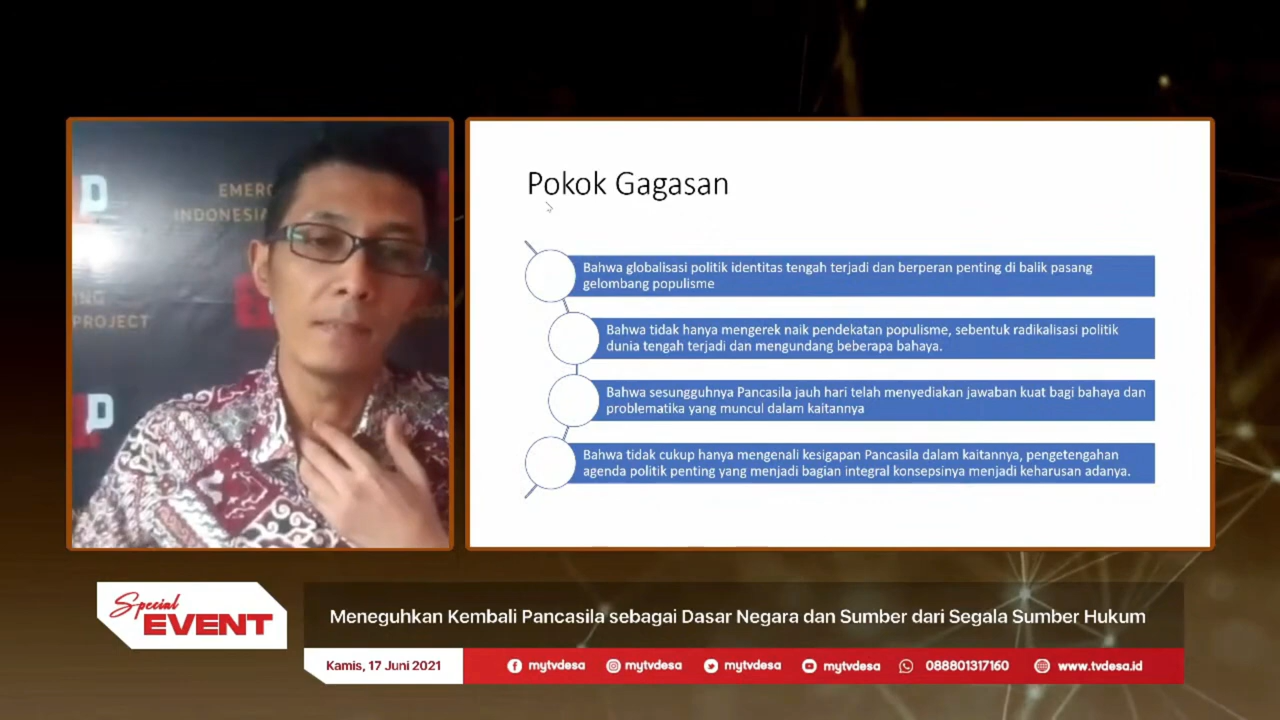 EMERG
INDONESIA
ING
PROJECT
D
Pokok Gagasan
Bahwa globalisasi politik identitas tengah terjadi dan berperan penting di balik pasang
gelombang populisme
Bahwa tidak hanya mengerek naik pendekatan populisme, sebentuk radikalisasi politik
dunia tengah terjadi dan mengundang beberapa bahaya.
Bahwa sesungguhnya Pancasila jauh hari telah menyediakan jawaban kuat bagi bahaya dan
problematika yang muncul dalam kaitannya
Bahwa tidak cukup hanya mengenali kesigapan Pancasila dalam kaitannya, pengetengahan
agenda politik penting yang menjadi bagian integral konsepsinya menjadi keharusan adanya.
Special
EVENT
Meneguhkan Kembali Pancasila sebagai Dasar Negara dan Sumber dari Segala Sumber Hukum
Kamis, 17 Juni 2021
mytvdesa mytvdesa mytvdesa mytvdesa 088801317160 www.tvdesa.id